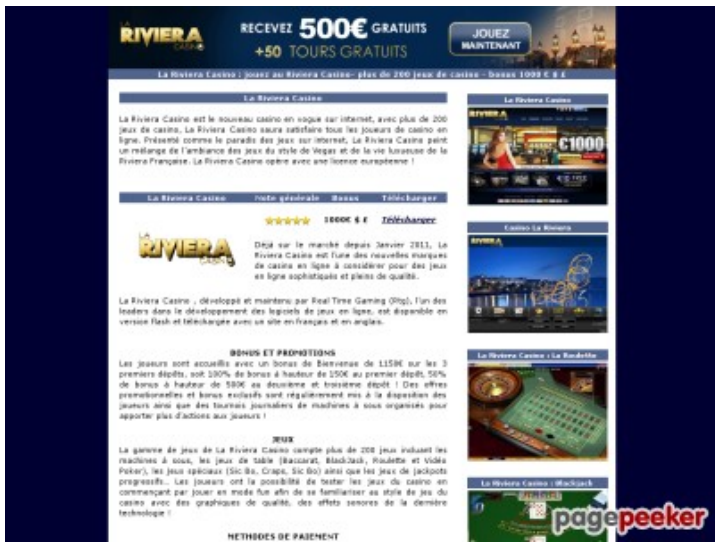 LA
RIVIERA
CASINO
RECEVEZ 500€ GRATUITS
+50 TOURS GRATUITS
JOUEZ
MAINTENANT
La Riviera Casino : jouez au Riviera Casino- plus de 200 jeux de casino - bonus 1000 € $ £
La Riviera Casino
La Riviera Casino est le nouveau casino en vogue sur internet, avec plus de 200
jeux de casino, La Riviera Casino saura satisfaire tous les joueurs de casino en
ligne. Présenté comme le paradis des jeux sur internet, La Riviera Casino peint
un mélange de l'ambiance des jeux du style de Vegas et de la vie luxueuse de la
Riviera Française. La Riviera Casino opère avec une licence européenne !
La Riviera Casino Note générale Bonus Télécharger
1000€ $ £ Télécharger
LA
RIVIERA
CASINO
Déjà sur le marché depuis Janvier 2011, La
Riviera Casino est l'une des nouvelles marques
de casino en ligne à considérer pour des jeux
en ligne sophistiqués et pleins de qualité.
La Riviera Casino , développé et maintenu par Real Time Gaming (Rtg), l'un des
leaders dans le développement des logiciels de jeux en ligne, est disponible en
version flash et téléchargée avec un site en français et en anglais.
BONUS ET PROMOTIONS
Les joueurs sont accueillis avec un bonus de Bienvenue de 1150€ sur les 3
premiers dépôts, soit 100% de bonus à hauteur de 150€ au premier dépôt, 50%
de bonus à hauteur de 500€ au deuxième et troisième dépôt ! Des offres
promotionnelles et bonus exclusifs sont régulièrement mis à la disposition des
joueurs ainsi que des tournois journaliers de machines à sous organisés pour
apporter plus d'actions aux joueurs !
JEUX
La gamme de jeux de La Riviera Casino compte plus de 200 jeux incluant les
machines à sous, les jeux de table (Baccarat, BlackJack, Roulette et Vidéo
Poker), les jeux spéciaux (Sic Bo, Craps, Sic Bo) ainsi que les jeux de jackpots
progressifs.. Les joueurs ont la possibilité de tester les jeux du casino en
commençant par jouer en mode fun afin de se familiariser au style de jeu du
casino avec des graphiques de qualité, des effets sonores de la dernière
technologie !
METHODES DE PAIEMENT
La Riviera Casino
RIVIERA
€1000
Casino La Riviera
RIVIERA
La Riviera Casino : La Roulette
La Riviera Casino : Blackjack
pagepeeker